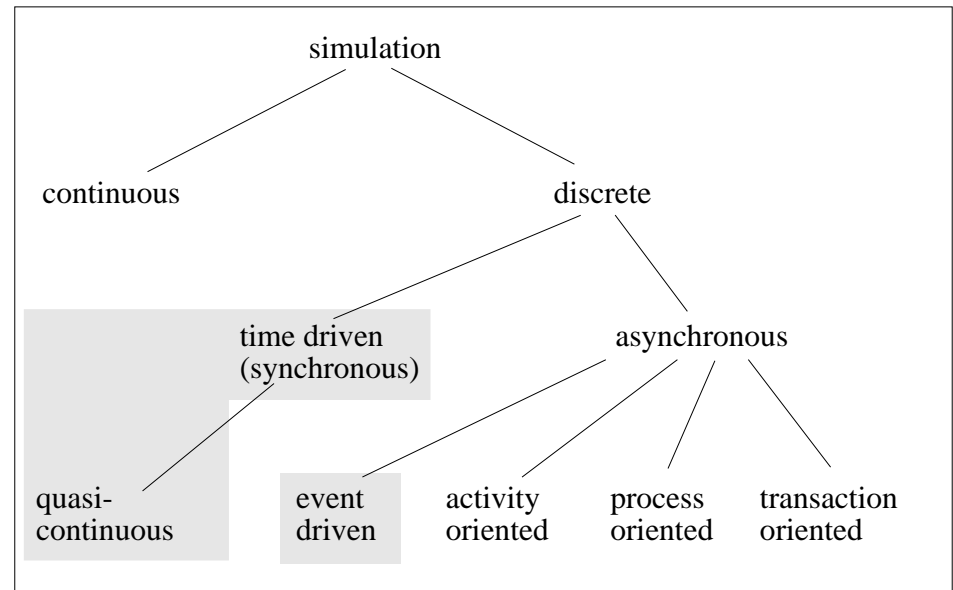 simulation
continuous
discrete
time driven
(synchronous)
asynchronous
quasi-
continuous
event
driven
activity
oriented
process
oriented
transaction
oriented